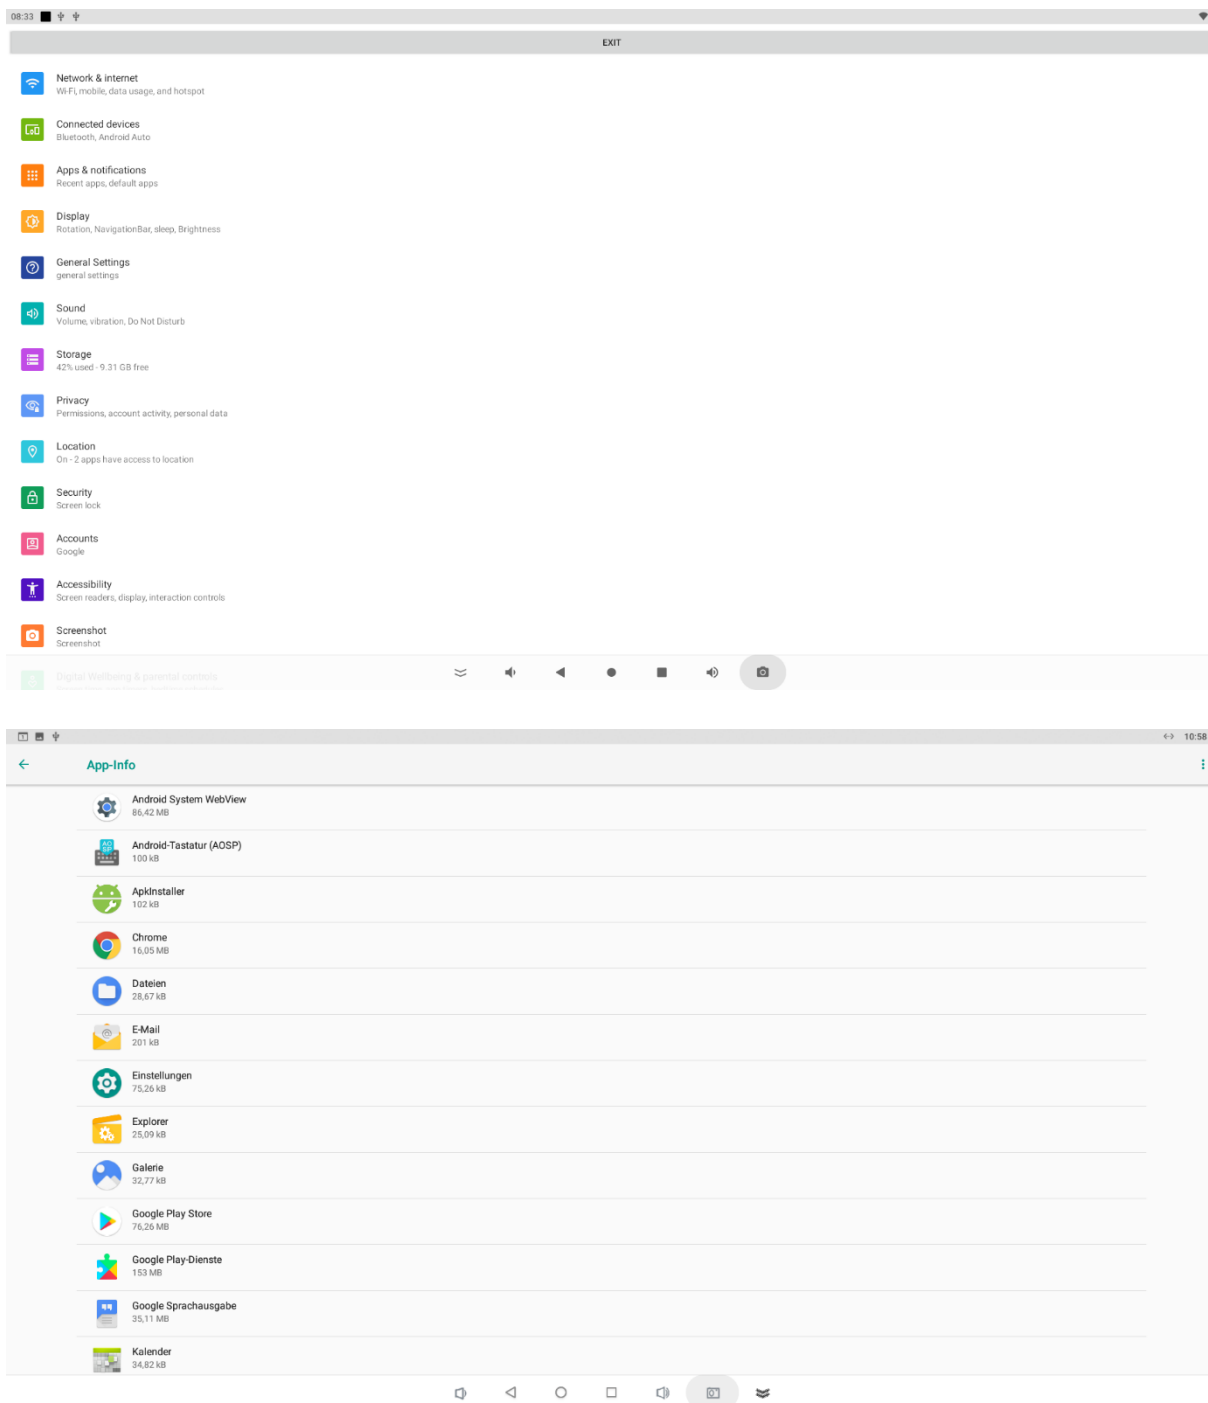 08:33
EXIT
Network & internet
Wi-Fi, mobile, data usage, and hotspot
Connected devices
Bluetooth, Android Auto
Apps & notifications
Recent apps, default apps
Display
Rotation, NavigationBar, sleep, Brightness
General Settings
general settings
Sound
Volume, vibration, Do Not Disturb
Storage
42% used - 9.31 GB free
Privacy
Permissions, account activity, personal data
Location
On - 2 apps have access to location
Security
Screen lock
Accounts
Google
Accessibility
Screen readers, display, interaction controls
Screenshot
Screenshot
Digital Wellbeing & parental controls
10:58
App-Info
Android System WebView
86,42 MB
Android-Tastatur (AOSP)
100 kB
ApkInstaller
102 kB
Chrome
16,05 MB
Dateien
28,67 kB
E-Mail
201 kB
Einstellungen
75,26 kB
Explorer
25,09 kB
Galerie
32,77 kB
Google Play Store
76,26 MB
Google Play-Dienste
153 MB
Google Sprachausgabe
35,11 MB
Kalender
34,82 kB